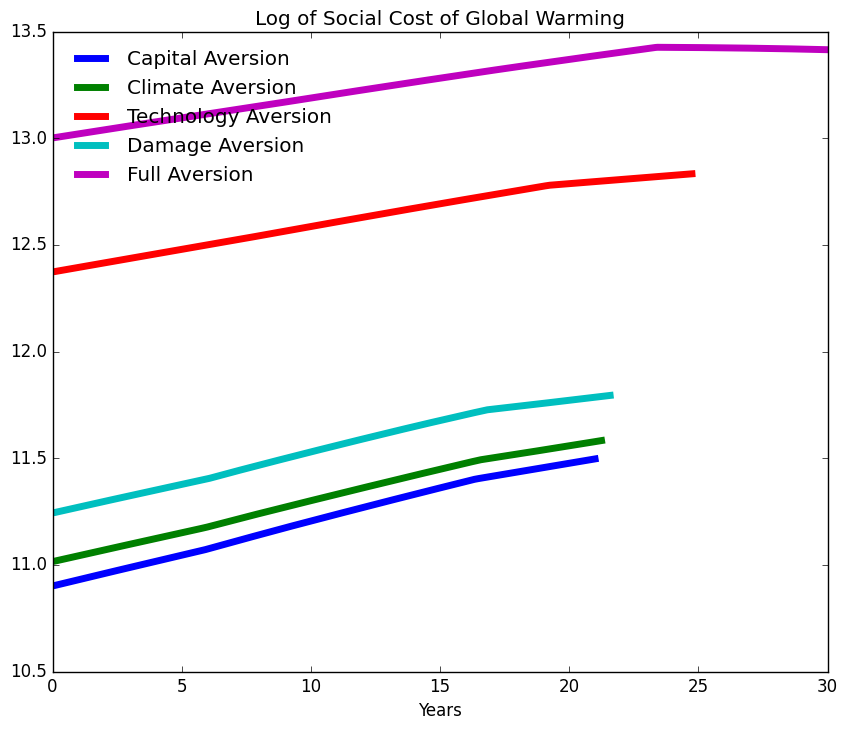 Log of Social Cost of Global Warming
13.5
Capital Aversion
Climate Aversion
Technology Aversion
Damage Aversion
Full Aversion
13.0
12.5
12.0
11.5
11.0
10.5
0 5 10 15 20 25 30
Years